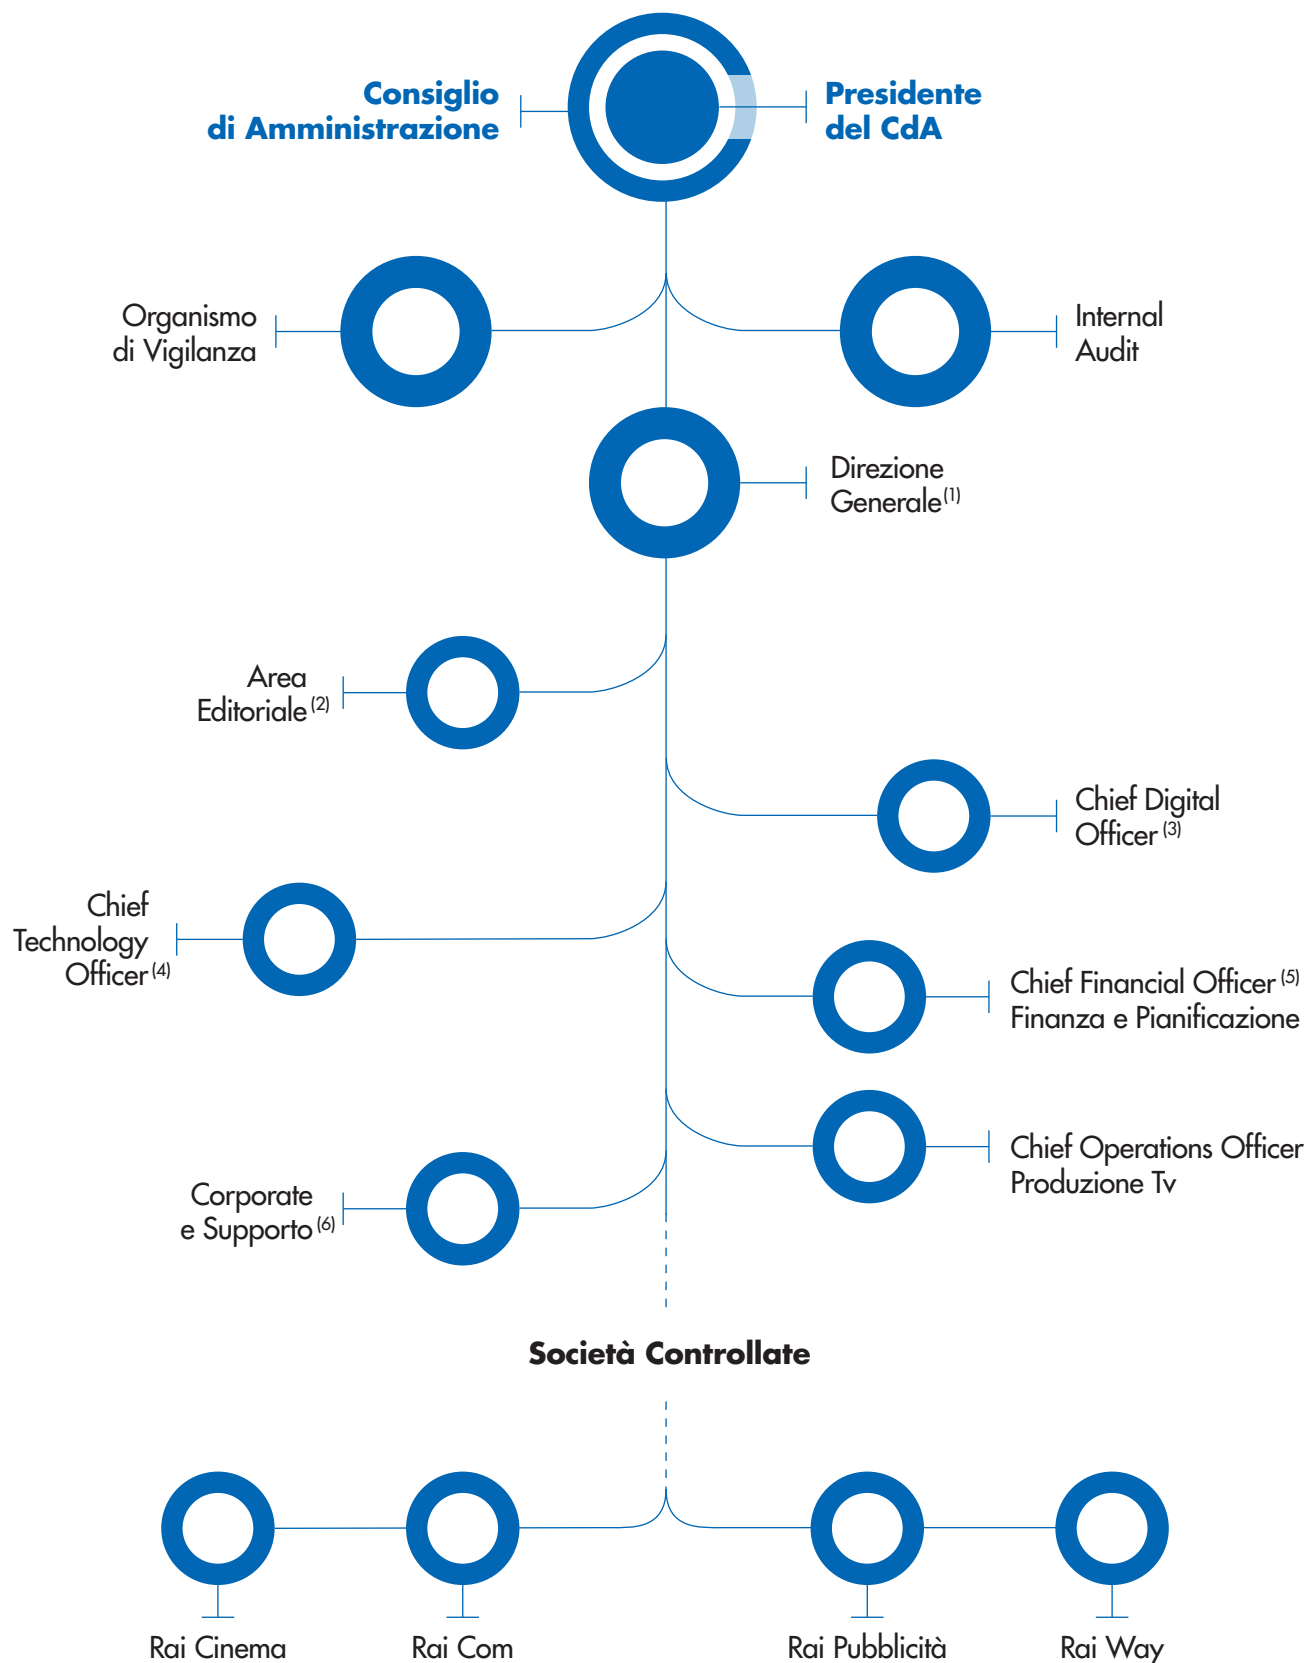 Consiglio
di Amministrazione
Presidente
del CdA
Organismo
di Vigilanza
Internal
Audit
Direzione
Generale(1)
Area
Editoriale(2)
Chief Digital
Officer(3)
Chief
Technology
Officer(4)
Chief Financial Officer(5)
Finanza e Pianificazione
Chief Operations Officer
Produzione Tv
Corporate
e Supporto(6)
Società Controllate
Rai Cinema
Rai Com
Rai Pubblicità
Rai Way